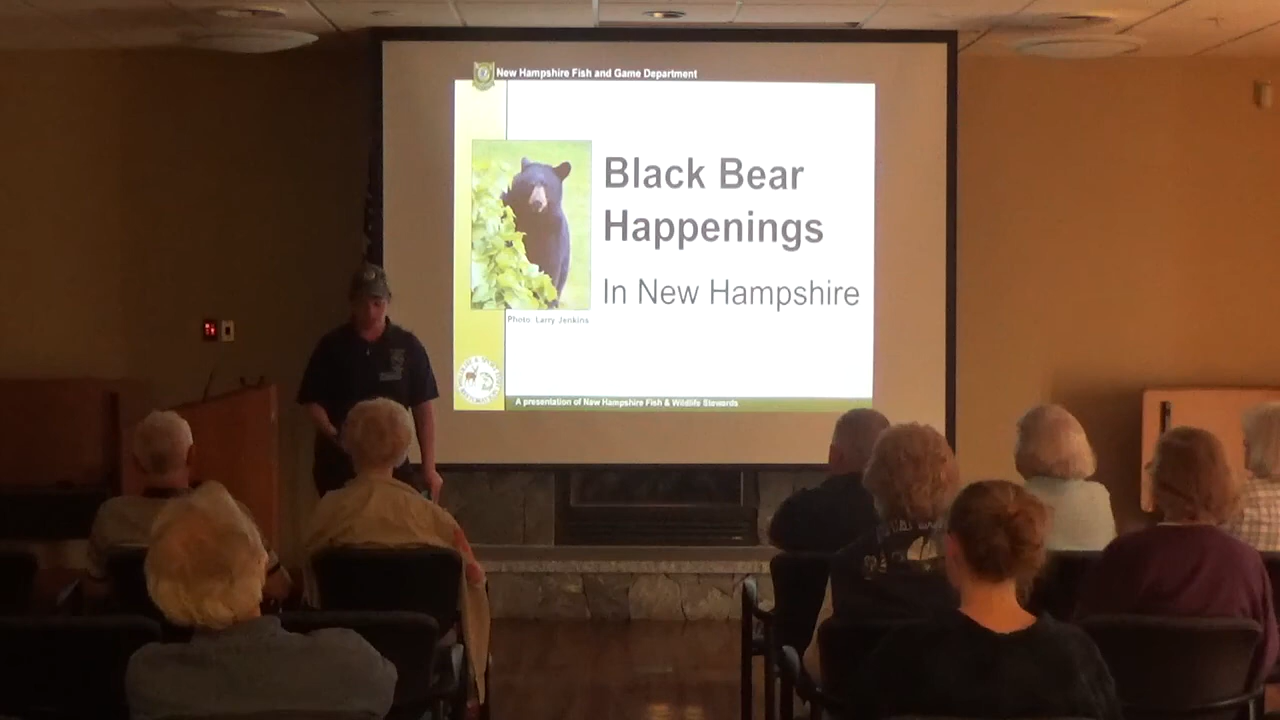 New Hampshire Fish and Game Department
Black Bear
Happenings
In New Hampshire
Photo: Larry Jenkins
A presentation of New Hampshire Fish & Wildlife Stewards